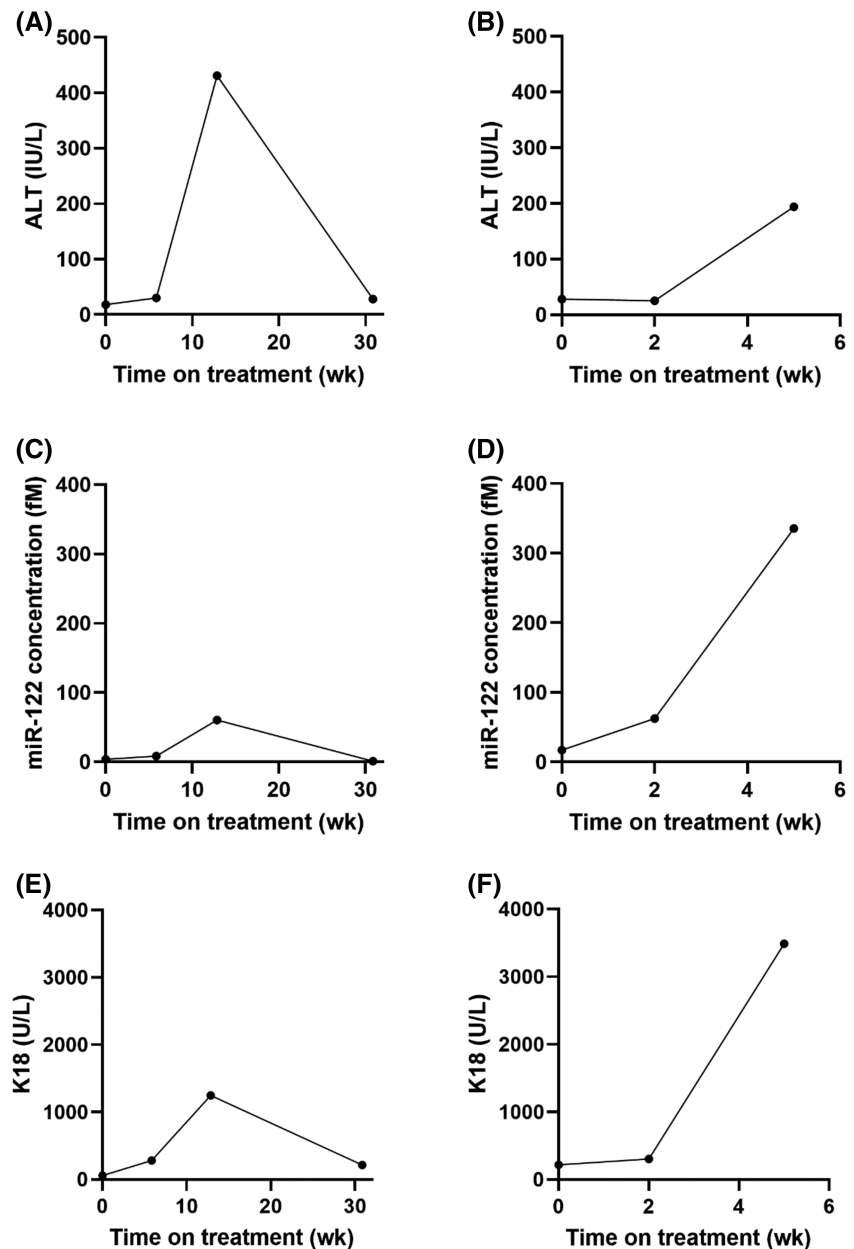 (A)
500
400
300
200
100
0
ALT (IU/L)
0 10 20 30
Time on treatment (wk)
(B)
500
400
300
200
100
0
ALT (IU/L)
0 2 4 6
Time on treatment (wk)
(C)
400
300
200
100
0
miR-122 concentration (fM)
0 10 20 30
Time on treatment (wk)
(D)
400
300
200
100
0
miR-122 concentration (fM)
0 2 4 6
Time on treatment (wk)
(E)
4000
3000
2000
1000
0
K18 (U/L)
0 10 20 30
Time on treatment (wk)
(F)
4000
3000
2000
1000
0
K18 (U/L)
0 2 4 6
Time on treatment (wk)